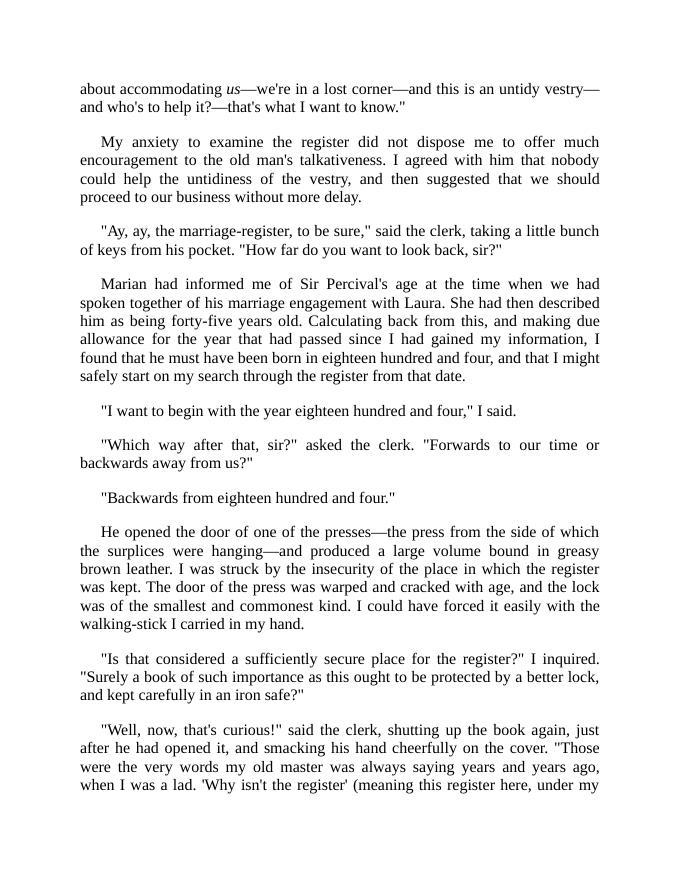 about accommodating us—we're in a lost corner—and this is an untidy vestry—
and who's to help it?—that's what I want to know."
My anxiety to examine the register did not dispose me to offer much
encouragement to the old man's talkativeness. I agreed with him that nobody
could help the untidiness of the vestry, and then suggested that we should
proceed to our business without more delay.
"Ay, ay, the marriage-register, to be sure," said the clerk, taking a little bunch
of keys from his pocket. "How far do you want to look back, sir?"
Marian had informed me of Sir Percival's age at the time when we had
spoken together of his marriage engagement with Laura. She had then described
him as being forty-five years old. Calculating back from this, and making due
allowance for the year that had passed since I had gained my information, I
found that he must have been born in eighteen hundred and four, and that I might
safely start on my search through the register from that date.
"I want to begin with the year eighteen hundred and four," I said.
"Which way after that, sir?" asked the clerk. "Forwards to our time or
backwards away from us?"
"Backwards from eighteen hundred and four."
He opened the door of one of the presses—the press from the side of which
the surplices were hanging—and produced a large volume bound in greasy
brown leather. I was struck by the insecurity of the place in which the register
was kept. The door of the press was warped and cracked with age, and the lock
was of the smallest and commonest kind. I could have forced it easily with the
walking-stick I carried in my hand.
"Is that considered a sufficiently secure place for the register?" I inquired.
"Surely a book of such importance as this ought to be protected by a better lock,
and kept carefully in an iron safe?"
"Well, now, that's curious!" said the clerk, shutting up the book again, just
after he had opened it, and smacking his hand cheerfully on the cover. "Those
were the very words my old master was always saying years and years ago,
when I was a lad. 'Why isn't the register' (meaning this register here, under my